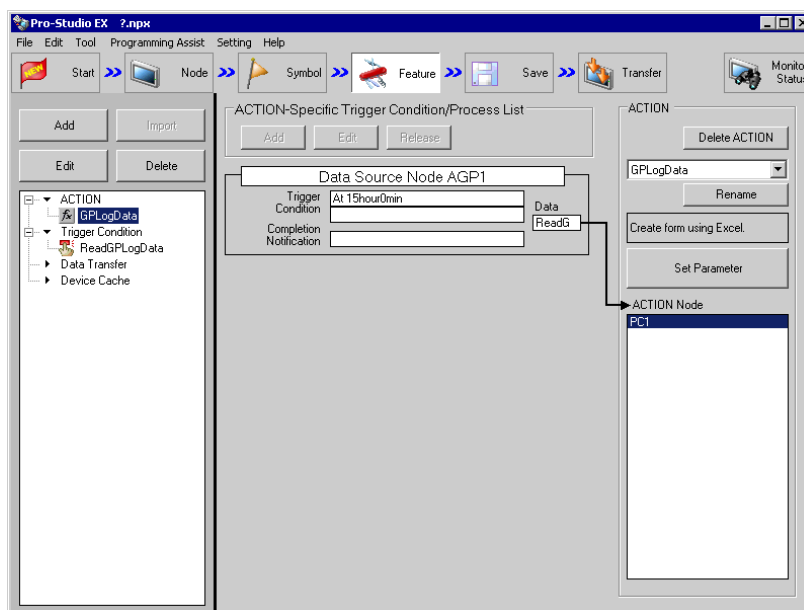 Pro-Studio EX ?.npx
File Edit Tool Programming Assist Setting Help
NEW Start Node Symbol Feature Save Transfer Monito
Status
Add Import
Edit Delete
ACTION
fx GPLogData
Trigger Condition
ReadGPLogData
Data Transfer
Device Cache
ACTION-Specific Trigger Condition/Process List
Add Edit Release
Data Source Node AGP1
Trigger
Condition
At 15hour0min
Data
ReadG
Completion
Notification
ACTION
Delete ACTION
GPLogData
Rename
Create form using Excel.
Set Parameter
ACTION Node
PC1